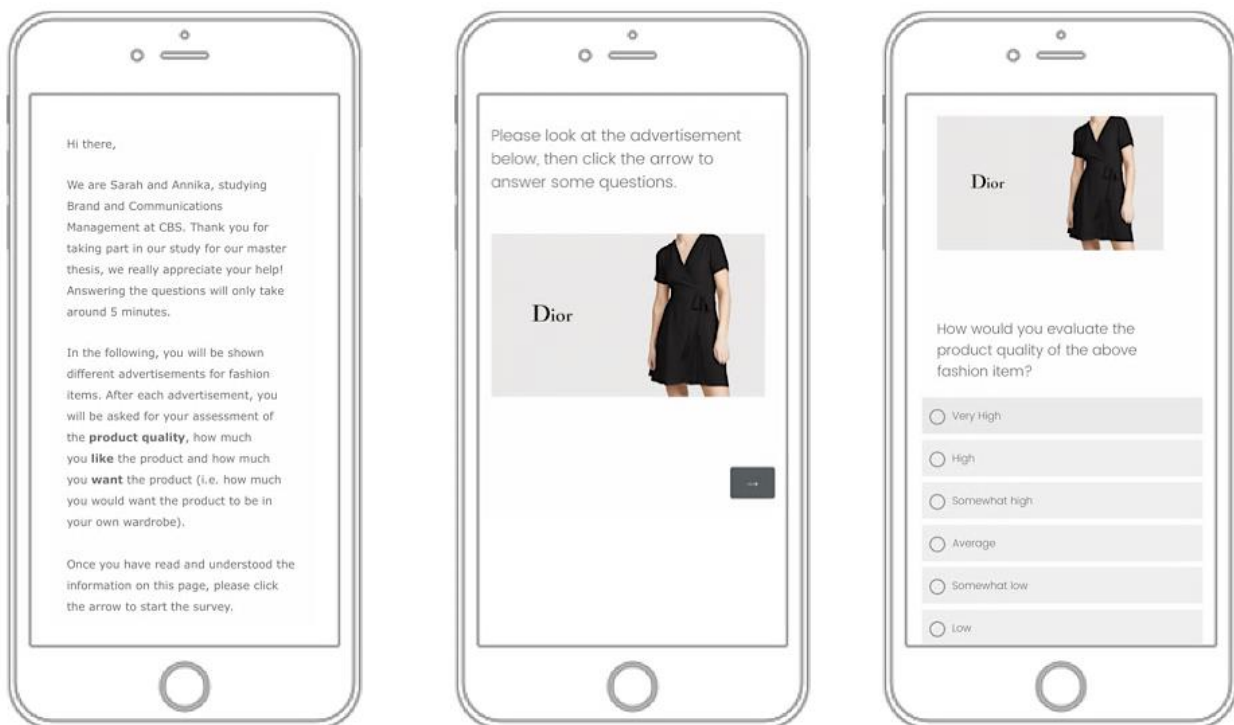 Hi there,
We are Sarah and Annika, studying
Brand and Communications
Management at CBS. Thank you for
taking part in our study for our master
thesis, we really appreciate your help!
Answering the questions will only take
around 5 minutes.
In the following, you will be shown
different advertisements for fashion
items. After each advertisement, you
will be asked for your assessment of
the product quality, how much
you like the product and how much
you want the product (i.e. how much
you would want the product to be in
your own wardrobe).
Once you have read and understood the
information on this page, please click
the arrow to start the survey.
Please look at the advertisement
below, then click the arrow to
answer some questions.
Dior
→
Dior
How would you evaluate the
product quality of the above
fashion item?
Very High
High
Somewhat high
Average
Somewhat low
Low